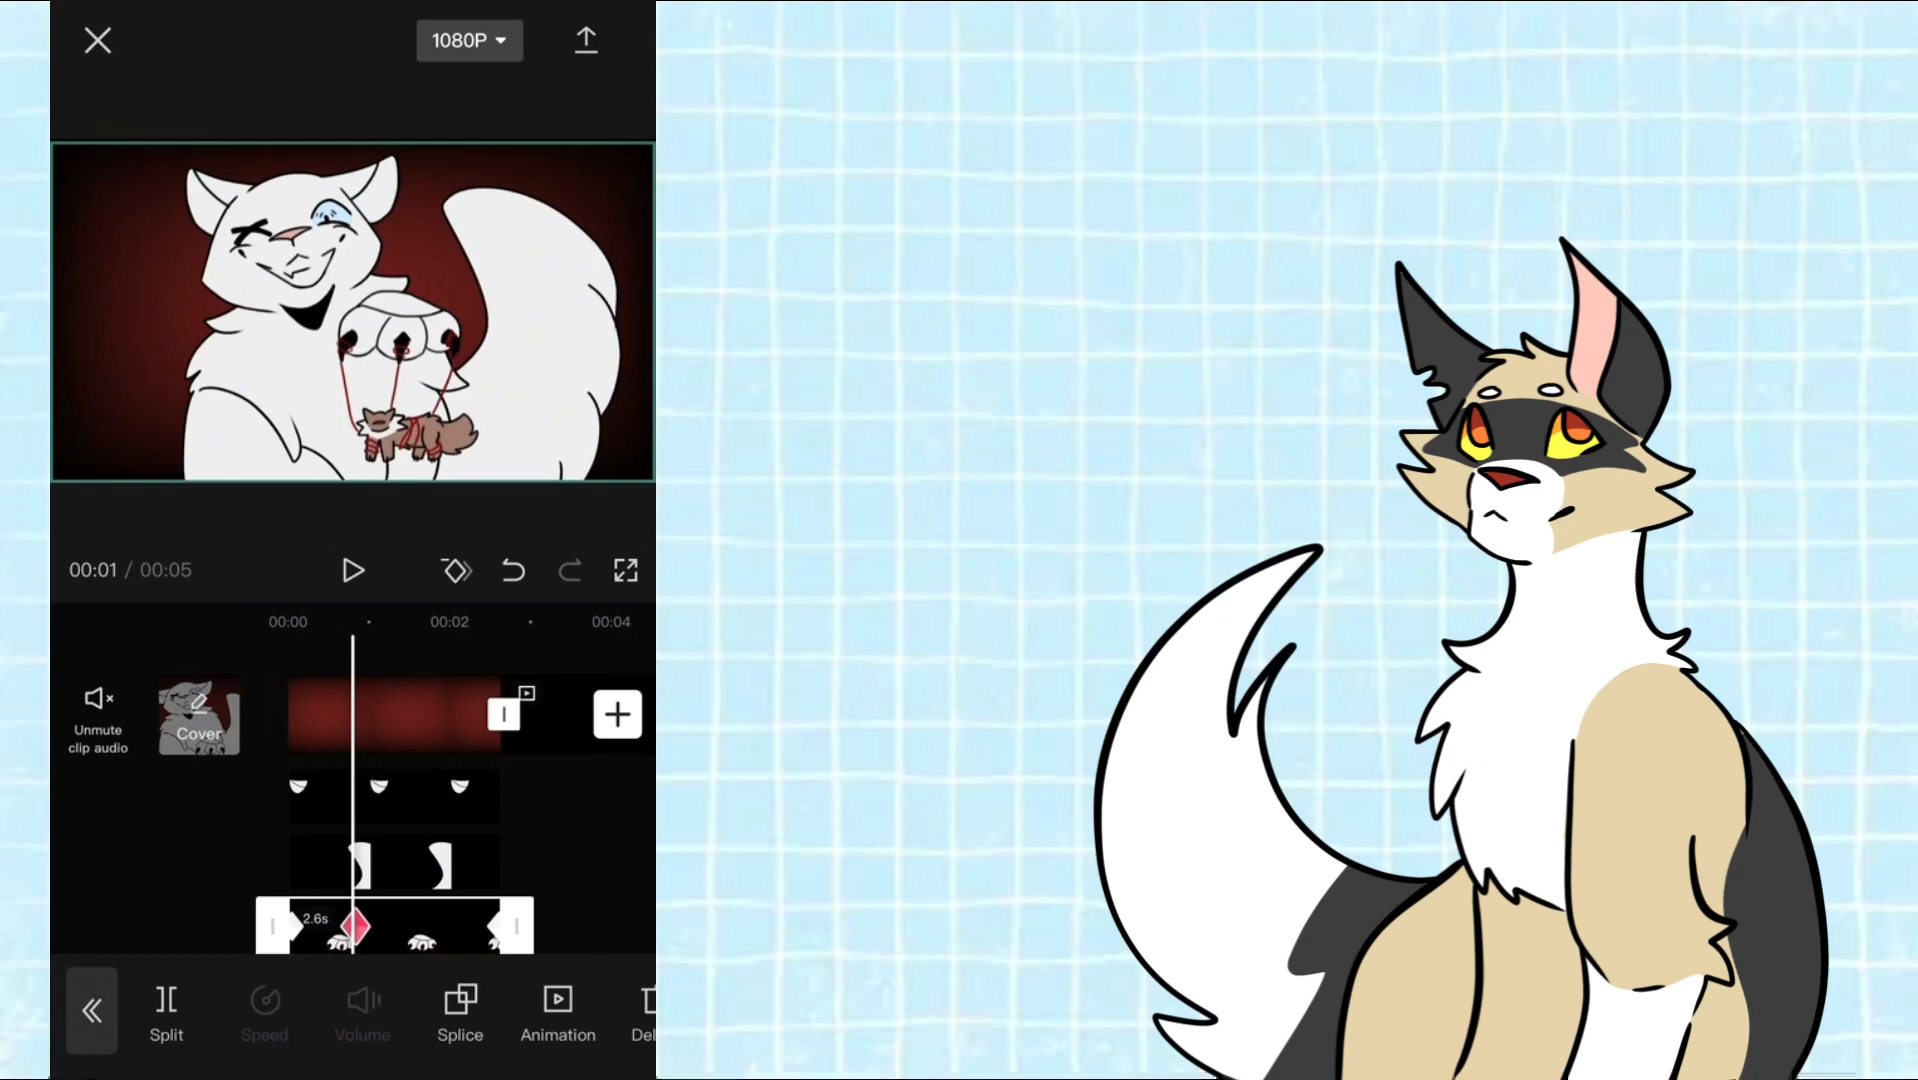 1080P
00:01 / 00:05
00:00 00:02 00:04
Unmute
clip audio
Cover
2.6s
Split Speed Volume Splice Animation Del